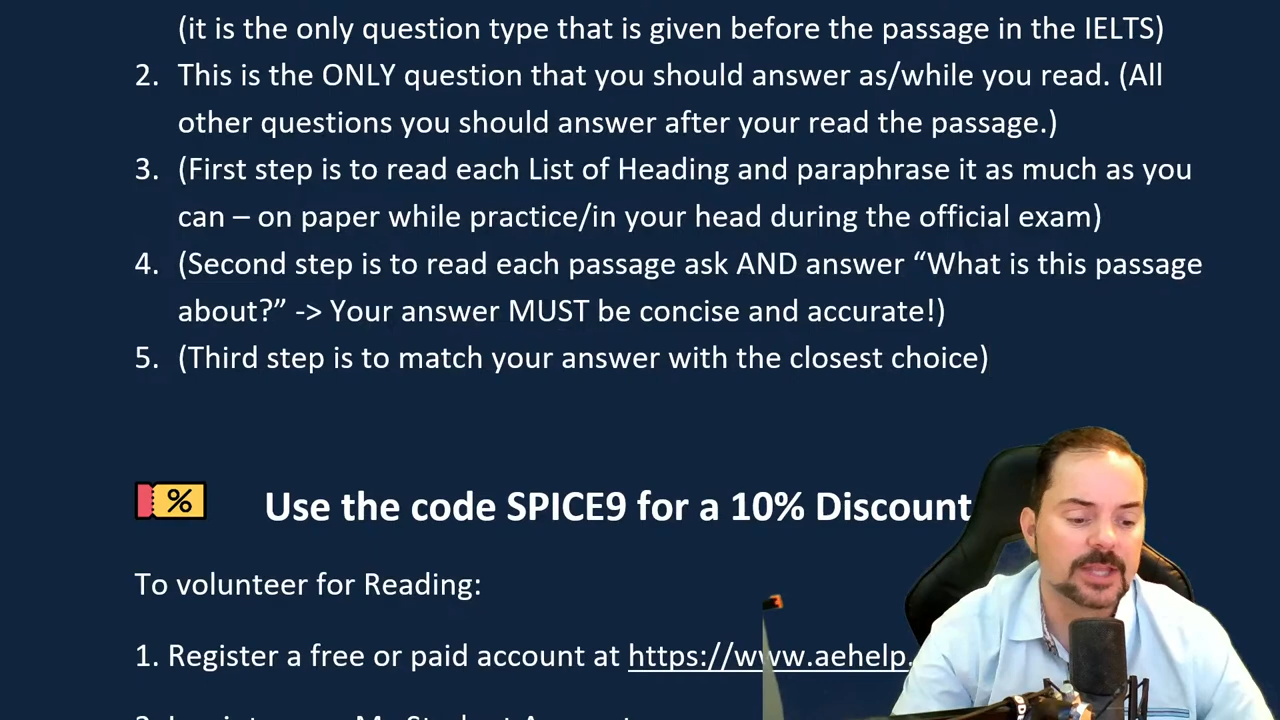 (it is the only question type that is given before the passage in the IELTS)
2. This is the ONLY question that you should answer as/while you read. (All
other questions you should answer after your read the passage.)
3. (First step is to read each List of Heading and paraphrase it as much as you
can – on paper while practice/in your head during the official exam)
4. (Second step is to read each passage ask AND answer “What is this passage
about?” -> Your answer MUST be concise and accurate!)
5. (Third step is to match your answer with the closest choice)
% Use the code SPICE9 for a 10% Discount
To volunteer for Reading:
1. Register a free or paid account at https://www.aehelp.